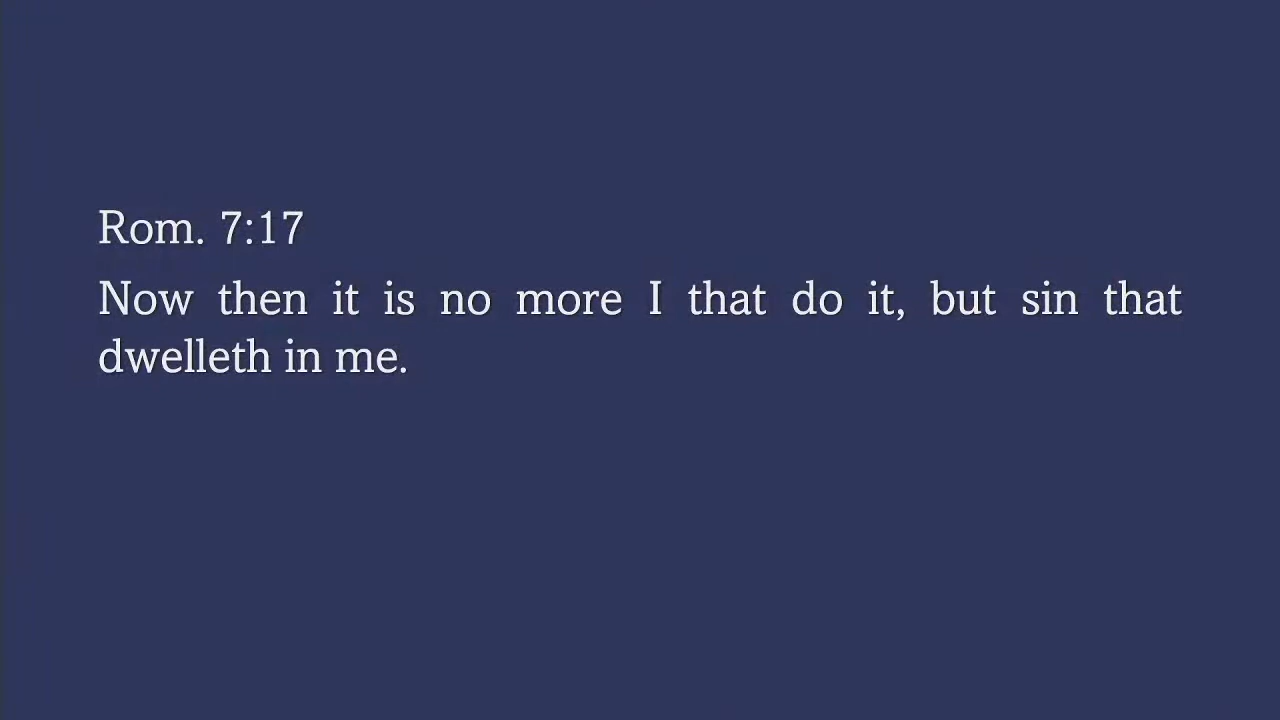 Rom. 7:17
Now then it is no more I that do it, but sin that
dwelleth in me.